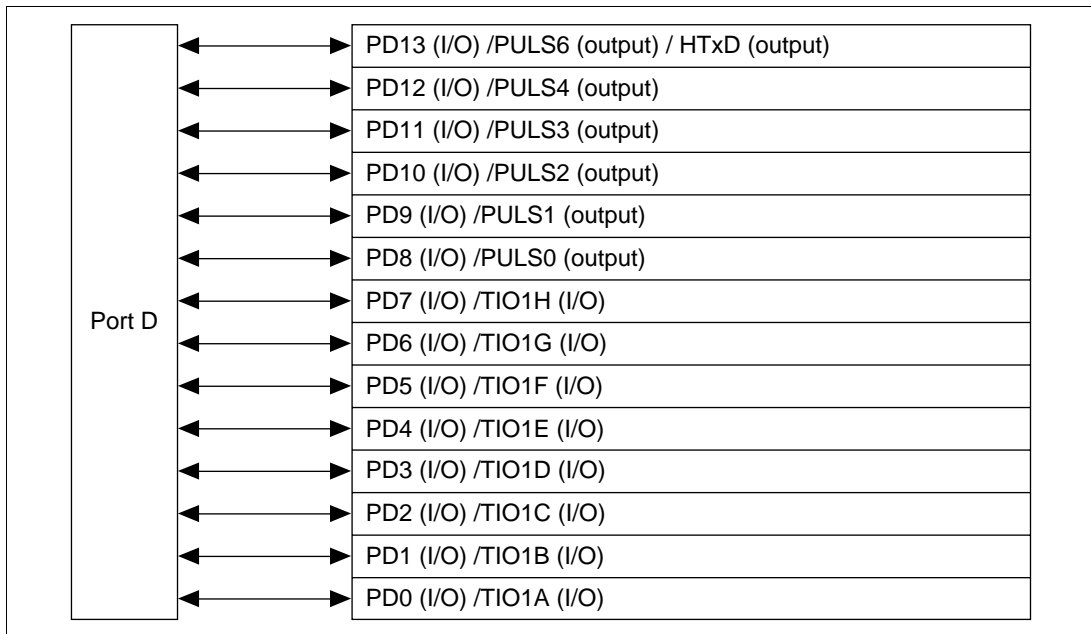 PD13 (I/O) /PULS6 (output) / HTxD (output)
PD12 (I/O) /PULS4 (output)
PD11 (I/O) /PULS3 (output)
PD10 (I/O) /PULS2 (output)
PD9 (I/O) /PULS1 (output)
PD8 (I/O) /PULS0 (output)
PD7 (I/O) /TIO1H (I/O)
Port D
PD6 (I/O) /TIO1G (I/O)
PD5 (I/O) /TIO1F (I/O)
PD4 (I/O) /TIO1E (I/O)
PD3 (I/O) /TIO1D (I/O)
PD2 (I/O) /TIO1C (I/O)
PD1 (I/O) /TIO1B (I/O)
PD0 (I/O) /TIO1A (I/O)